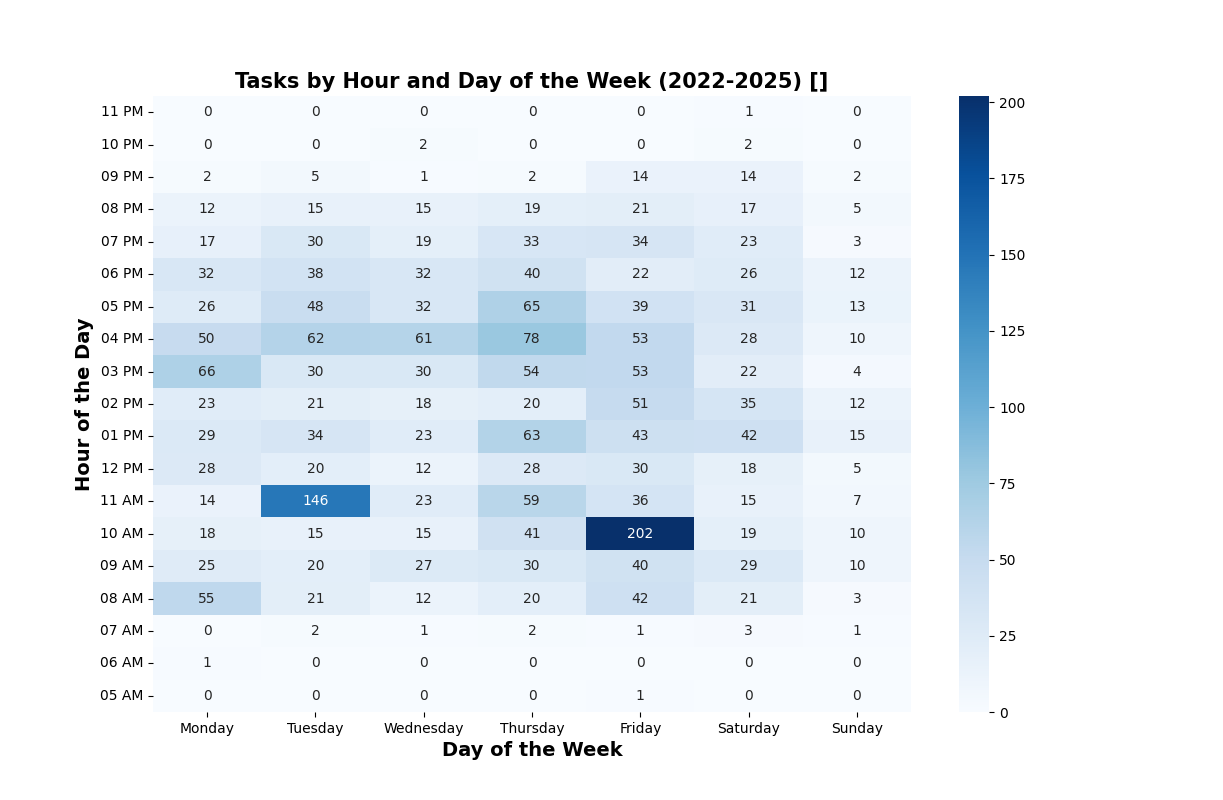 Tasks by Hour and Day of the Week (2022-2025) []
Hour of the Day
11 PM 0 0 0 0 0 1 0
10 PM 0 0 2 0 0 2 0
09 PM 2 5 1 2 14 14 2
08 PM 12 15 15 19 21 17 5
07 PM 17 30 19 33 34 23 3
06 PM 32 38 32 40 22 26 12
05 PM 26 48 32 65 39 31 13
04 PM 50 62 61 78 53 28 10
03 PM 66 30 30 54 53 22 4
02 PM 23 21 18 20 51 35 12
01 PM 29 34 23 63 43 42 15
12 PM 28 20 12 28 30 18 5
11 AM 14 146 23 59 36 15 7
10 AM 18 15 15 41 202 19 10
09 AM 25 20 27 30 40 29 10
08 AM 55 21 12 20 42 21 3
07 AM 0 2 1 2 1 3 1
06 AM 1 0 0 0 0 0 0
05 AM 0 0 0 0 1 0 0
Monday Tuesday Wednesday Thursday Friday Saturday Sunday
Day of the Week
200
175
150
125
100
75
50
25
0